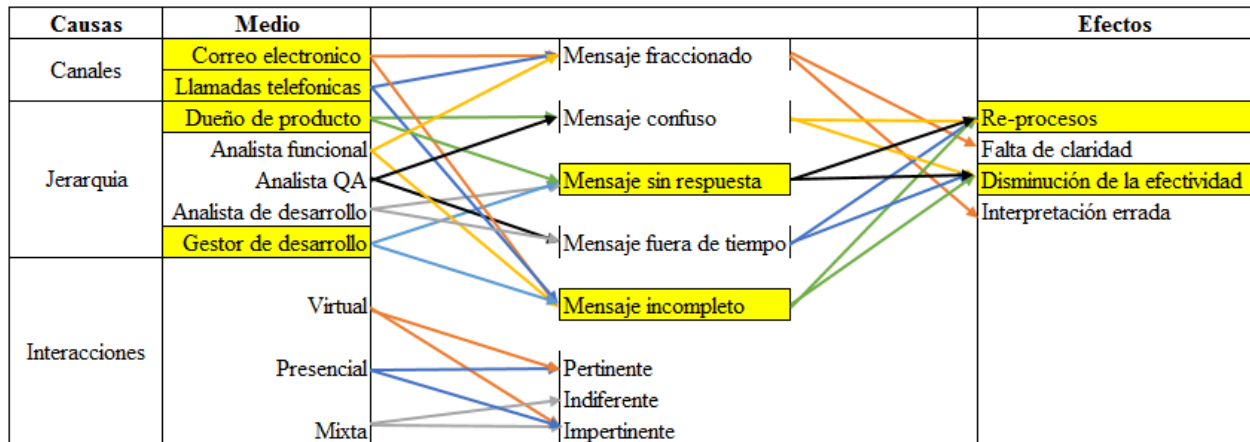 Causas Medio Efectos
Canales
Correo electronico
Llamadas telefonicas
Jerarquia
Dueño de producto
Analista funcional
Analista QA
Analista de desarrollo
Gestor de desarrollo
Interacciones
Virtual
Presencial
Mixta
Mensaje fraccionado
Mensaje confuso
Mensaje sin respuesta
Mensaje fuera de tiempo
Mensaje incompleto
Pertinente
Indiferente
Impertinente
Re-procesos
Falta de claridad
Disminución de la efectividad
Interpretación errada